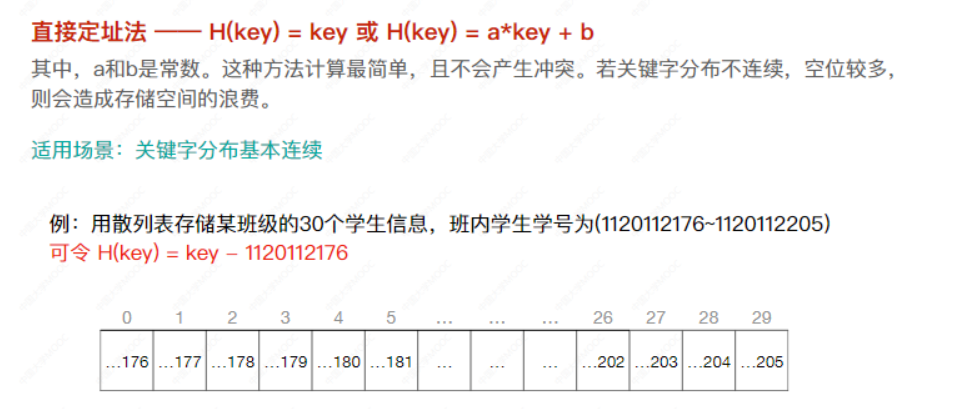 直接定址法 —— H(key) = key 或 H(key) = a*key + b
其中，a和b是常数。这种方法计算最简单，且不会产生冲突。若关键字分布不连续，空位较多，
则会造成存储空间的浪费。
适用场景：关键字分布基本连续
例：用散列表存储某班级的30个学生信息，班内学生学号为(1120112176~1120112205)
可令 H(key) = key – 1120112176
0 1 2 3 4 5 ... ... ... 26 27 28 29
...176 ...177 ...178 ...179 ...180 ...181 ... ... ... ...202 ...203 ...204 ...205